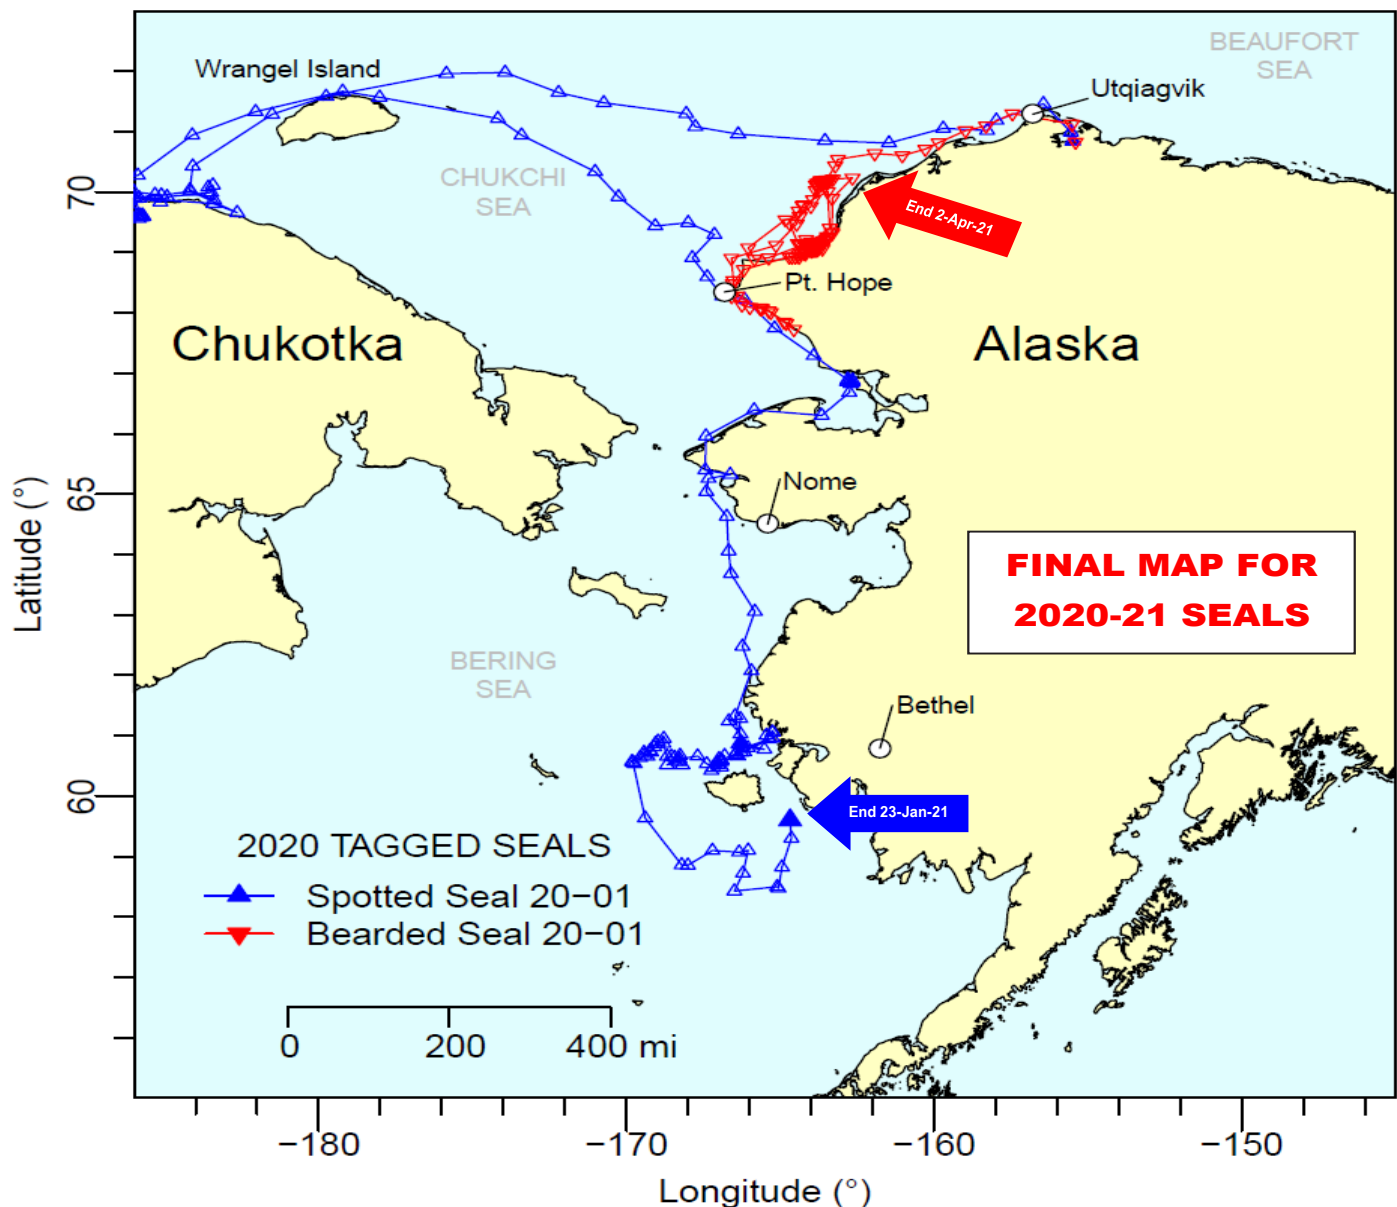 BEAUFORT
SEA
Wrangel Island
Utqiagvik
CHUKCHI
SEA
End 2-Apr-21
Pt. Hope
Chukotka
Alaska
Nome
FINAL MAP FOR
2020-21 SEALS
BERING
SEA
Bethel
End 23-Jan-21
2020 TAGGED SEALS
Spotted Seal 20−01
Bearded Seal 20−01
0 200 400 mi
70
65
60
Latitude (°)
−180 −170 −160 −150
Longitude (°)